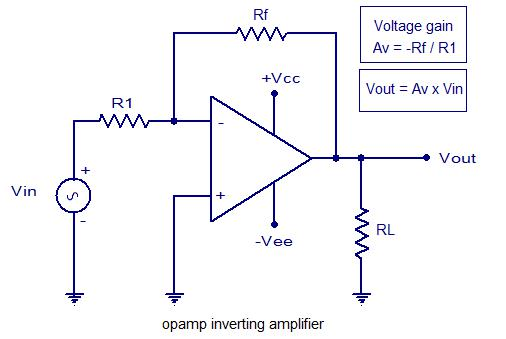 Rf
Voltage gain
Av = -Rf / R1
+Vcc
Vout = Av x Vin
R1
-
+
Vout
Vin
+
-
RL
-Vee
opamp inverting amplifier